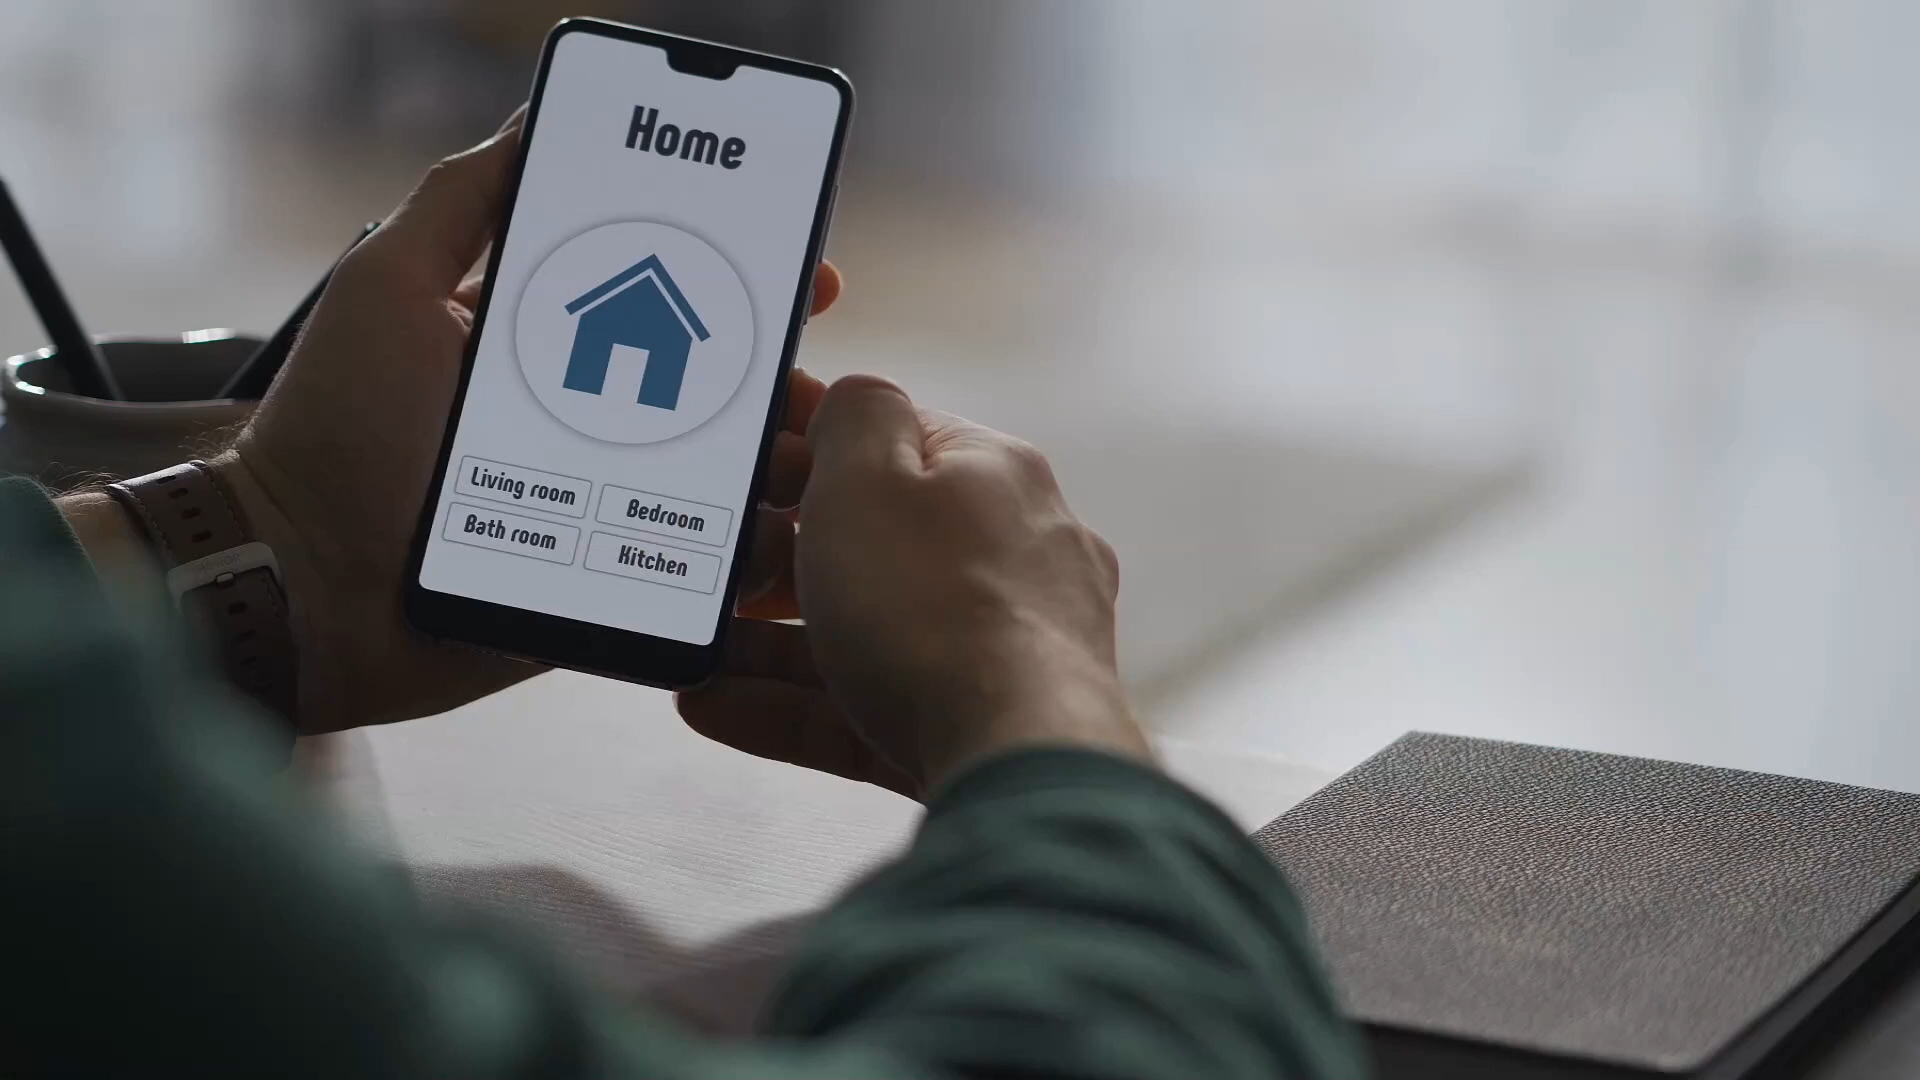 Home
Living room
Bedroom
Bath room
Kitchen